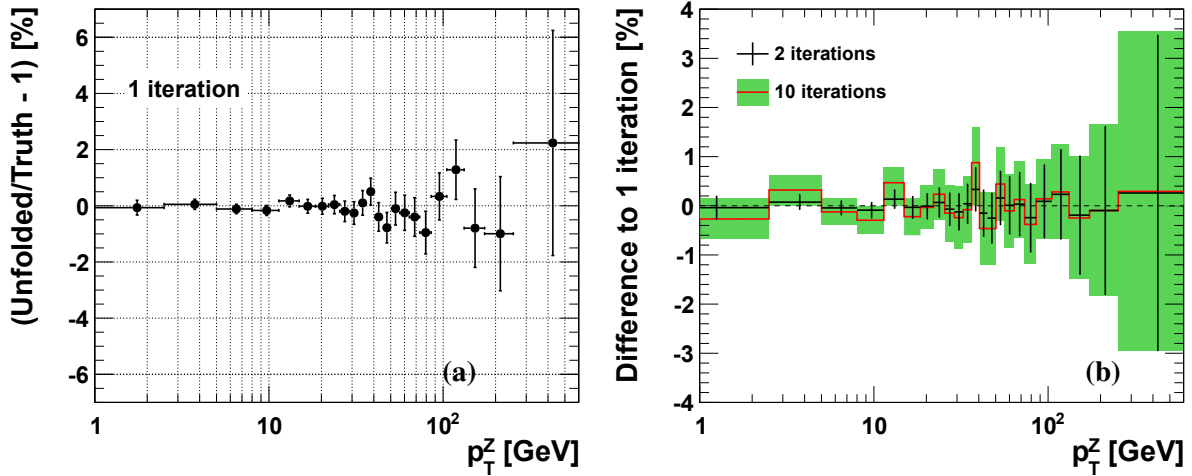 (Unfolded/Truth - 1) [%]
6
4
2
0
-2
-4
-6
1 iteration
(a)
1 10 10² 
p_T^Z [GeV]
Difference to 1 iteration [%]
4
3
2
1
0
-1
-2
-3
-4
2 iterations
10 iterations
(b)
1 10 10²
p_T^Z [GeV]